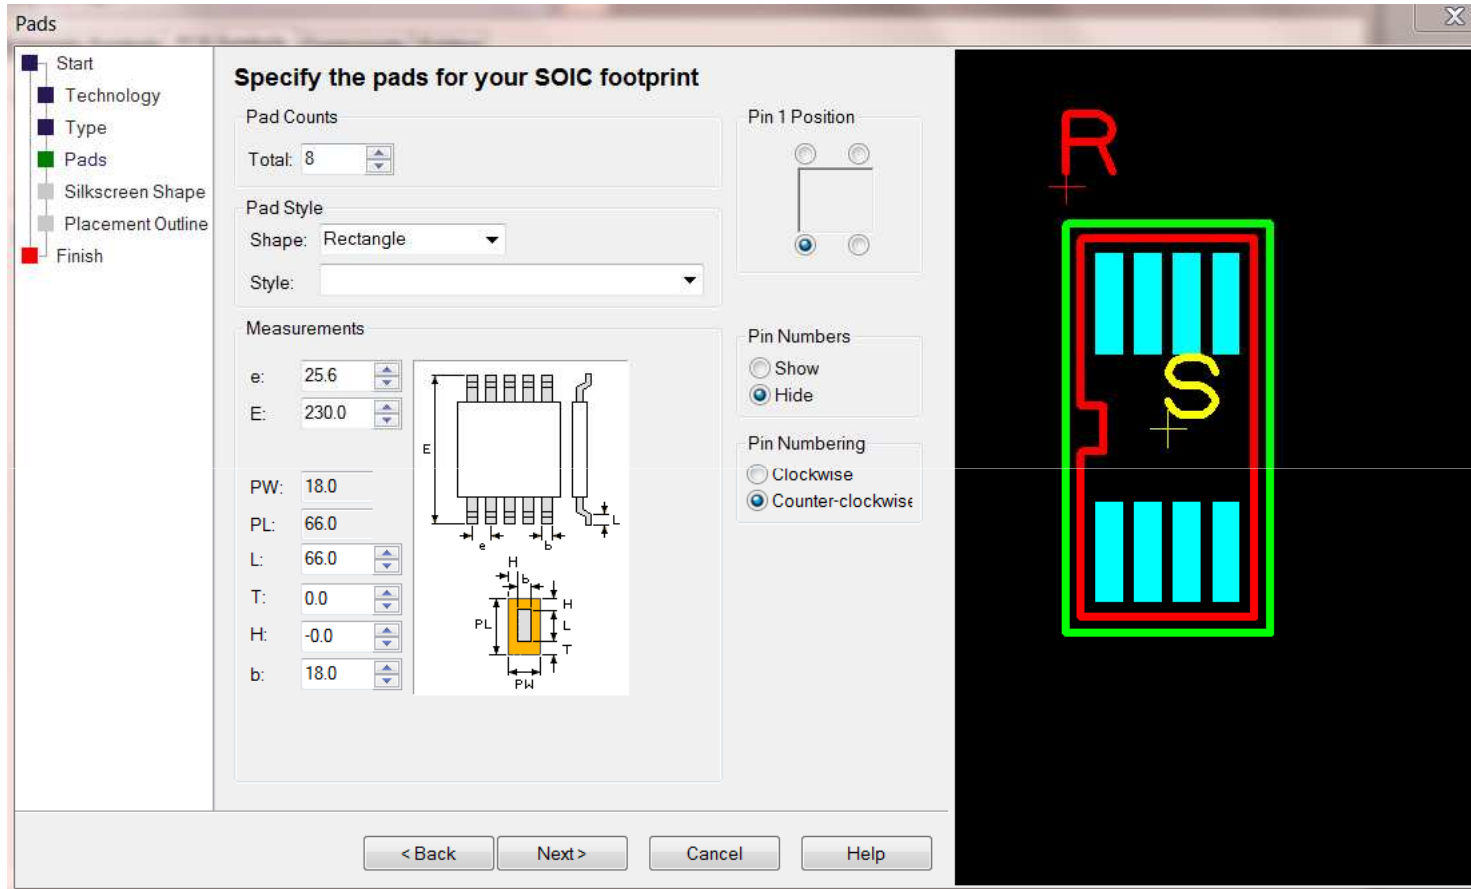 Pads
X
Start
Technology
Type
Pads
Silkscreen Shape
Placement Outline
Finish
Specify the pads for your SOIC footprint
Pad Counts
Total: 8
Pad Style
Shape: Rectangle
Style:
Measurements
e: 25.6
E: 230.0
PW: 18.0
PL: 66.0
L: 66.0
T: 0.0
H: -0.0
b: 18.0
E
L
e
b
H
b
H
PL
L
T
PW
Pin 1 Position
Pin Numbers
Show
Hide
Pin Numbering
Clockwise
Counter-clockwise
R
S
< Back
Next >
Cancel
Help